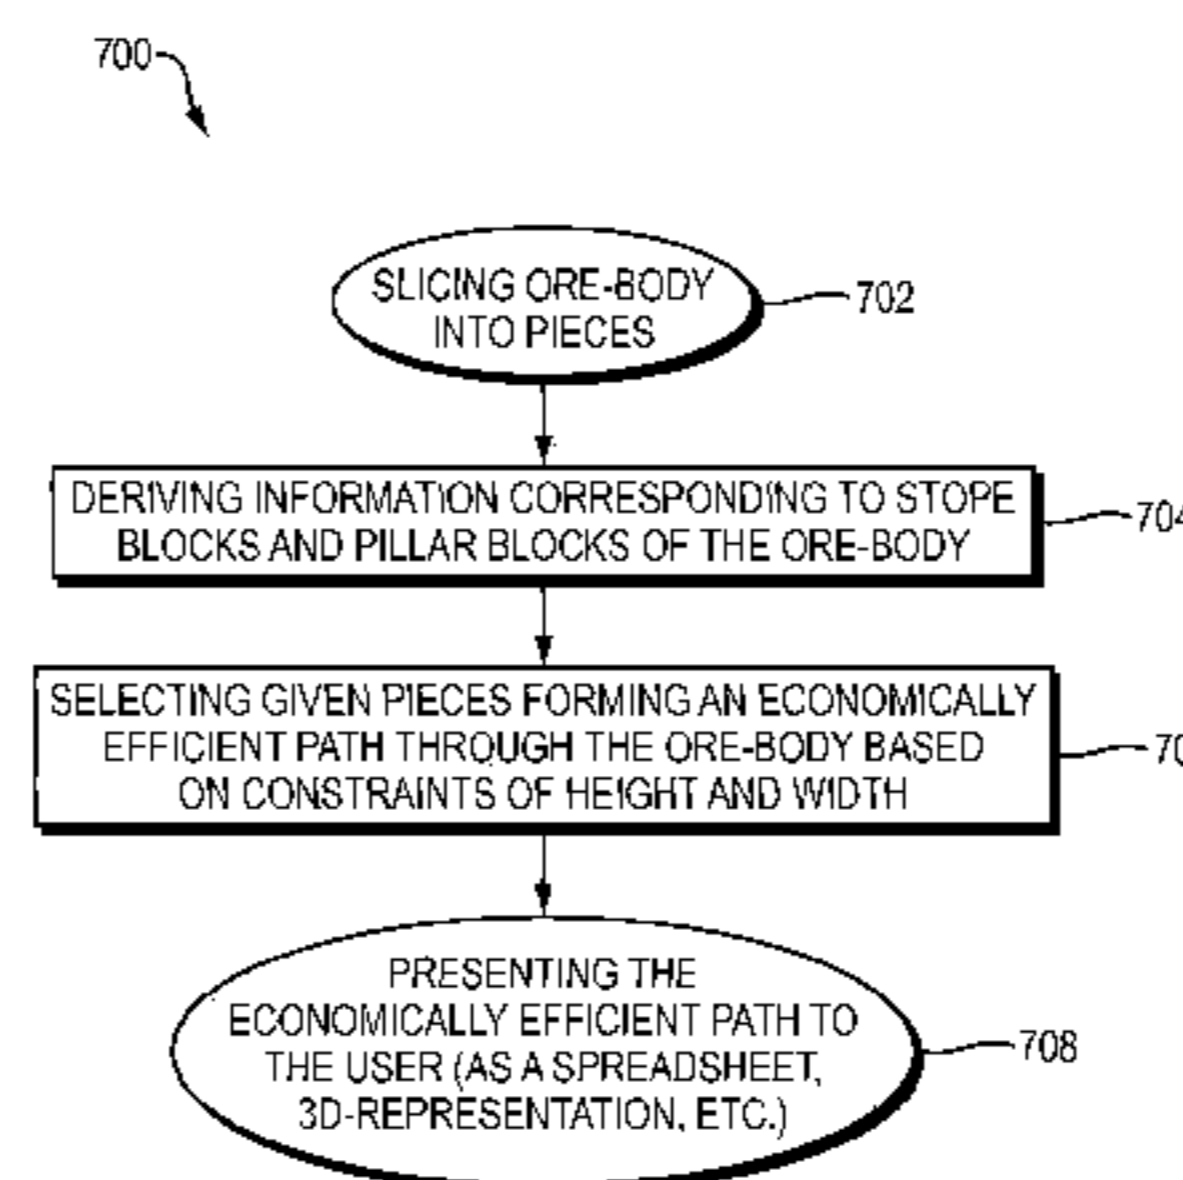 700
SLICING ORE-BODY
INTO PIECES
702
DERIVING INFORMATION CORRESPONDING TO STOPE
BLOCKS AND PILLAR BLOCKS OF THE ORE-BODY
704
SELECTING GIVEN PIECES FORMING AN ECONOMICALLY
EFFICIENT PATH THROUGH THE ORE-BODY BASED
ON CONSTRAINTS OF HEIGHT AND WIDTH
PRESENTING THE
ECONOMICALLY EFFICIENT PATH TO
THE USER (AS A SPREADSHEET,
3D-REPRESENTATION, ETC.)
708